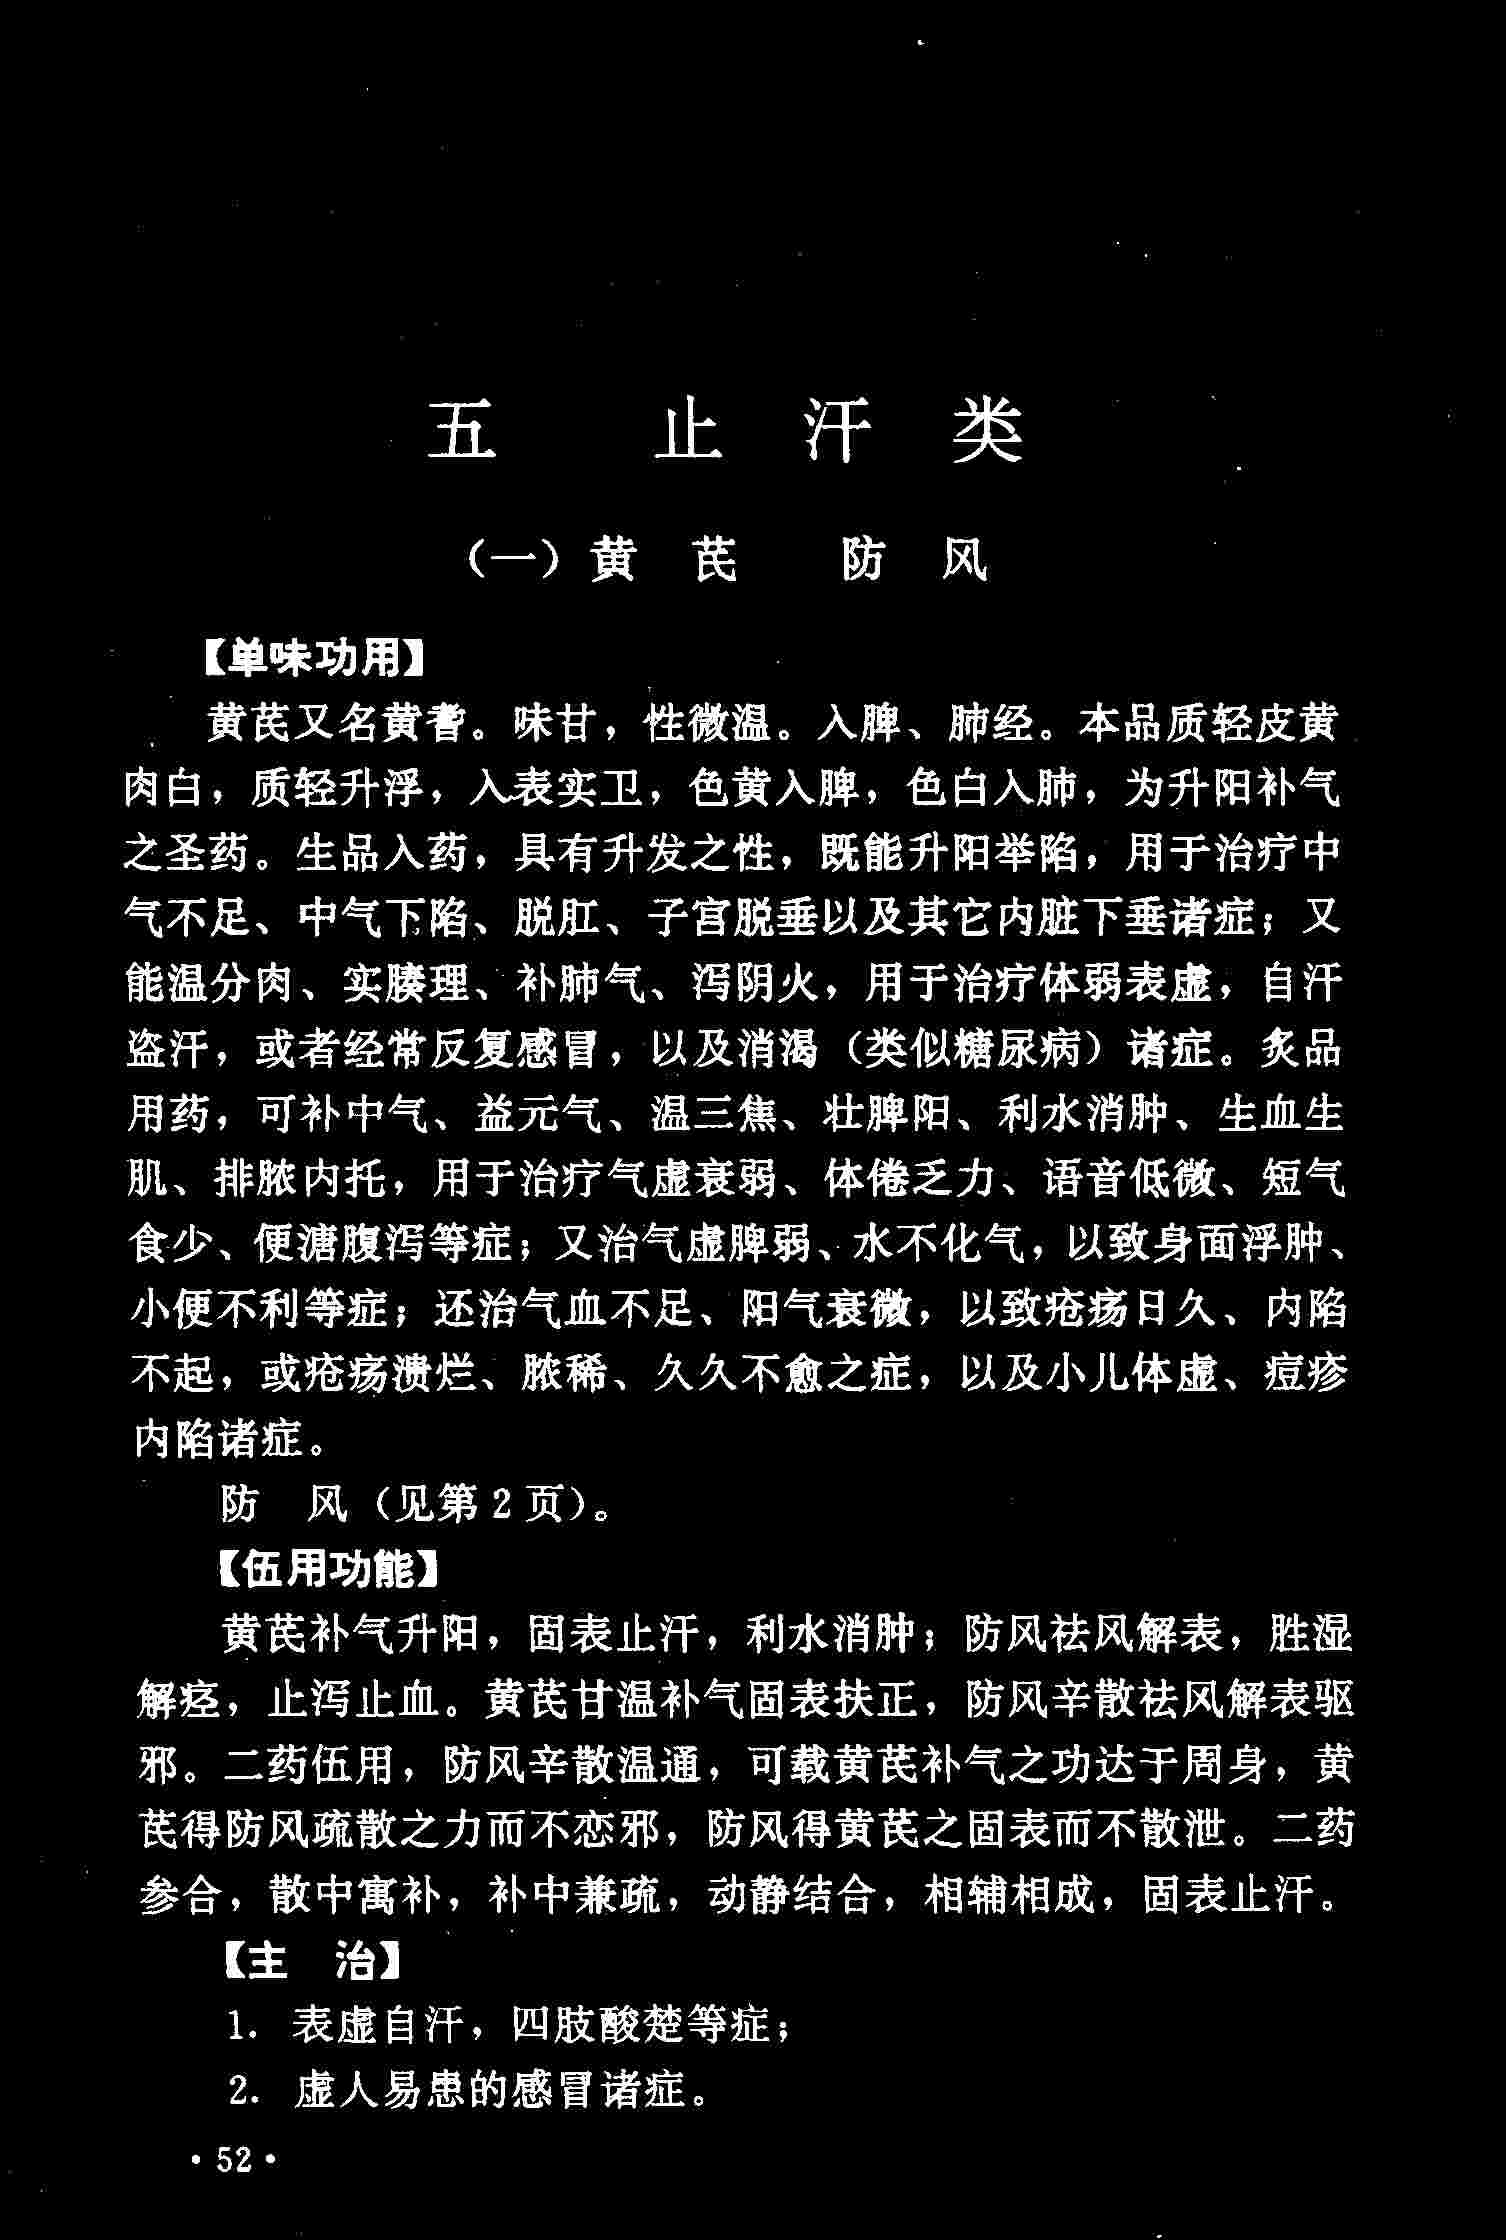 五 止汗类
（一）黄 芪 防 风
【单味功用】
黄芪又名黄耆。味甘，性微温。入脾、肺经。本品质轻皮黄
肉白，质轻升浮，入表实卫，色黄入脾，色白入肺，为升阳补气
之圣药。生品入药，具有升发之性，既能升阳举陷，用于治疗中
气不足、中气下陷、脱肛、子宫脱垂以及其它内脏下垂诸症；又
能温分肉、实腠理、补肺气、泻阴火，用于治疗体弱表虚，自汗
盗汗，或者经常反复感冒，以及消渴（类似糖尿病）诸症。炙品
用药，可补中气、益元气、温三焦、壮脾阳、利水消肿、生血生
肌、排脓内托，用于治疗气虚衰弱、体倦乏力、语音低微、短气
食少、便溏腹泻等症；又治气虚脾弱、水不化气，以致身面浮肿、
小便不利等症；还治气血不足、阳气衰微，以致疮疡日久、内陷
不起，或疮疡溃烂、脓稀、久久不愈之症，以及小儿体虚、痘疹
内陷诸症。
防 风（见第2页）。
【伍用功能】
黄芪补气升阳，固表止汗，利水消肿；防风祛风解表，胜湿
解痉，止泻止血。黄芪甘温补气固表扶正，防风辛散祛风解表驱
邪。二药伍用，防风辛散温通，可载黄芪补气之功达于周身，黄
芪得防风疏散之力而不恋邪，防风得黄芪之固表而不散泄。二药
参合，散中寓补，补中兼疏，动静结合，相辅相成，固表止汗。
【主 治】
1. 表虚自汗，四肢酸楚等症；
2. 虚人易患的感冒诸症。
·52·